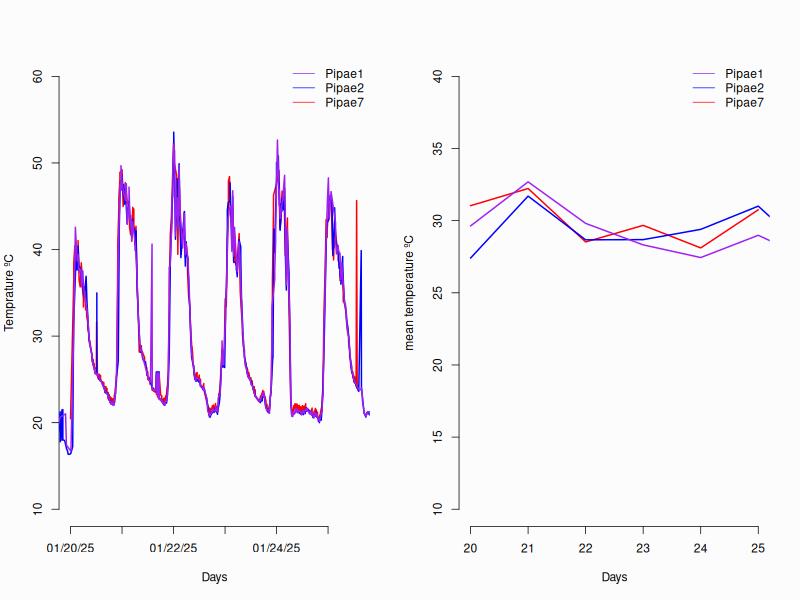 Pipae1
Pipae2
Pipae7
60
50
40
30
20
10
Temprature ºC
01/20/25
01/22/25
01/24/25
Days
Pipae1
Pipae2
Pipae7
40
35
30
25
20
15
10
mean temperature ºC
20
21
22
23
24
25
Days